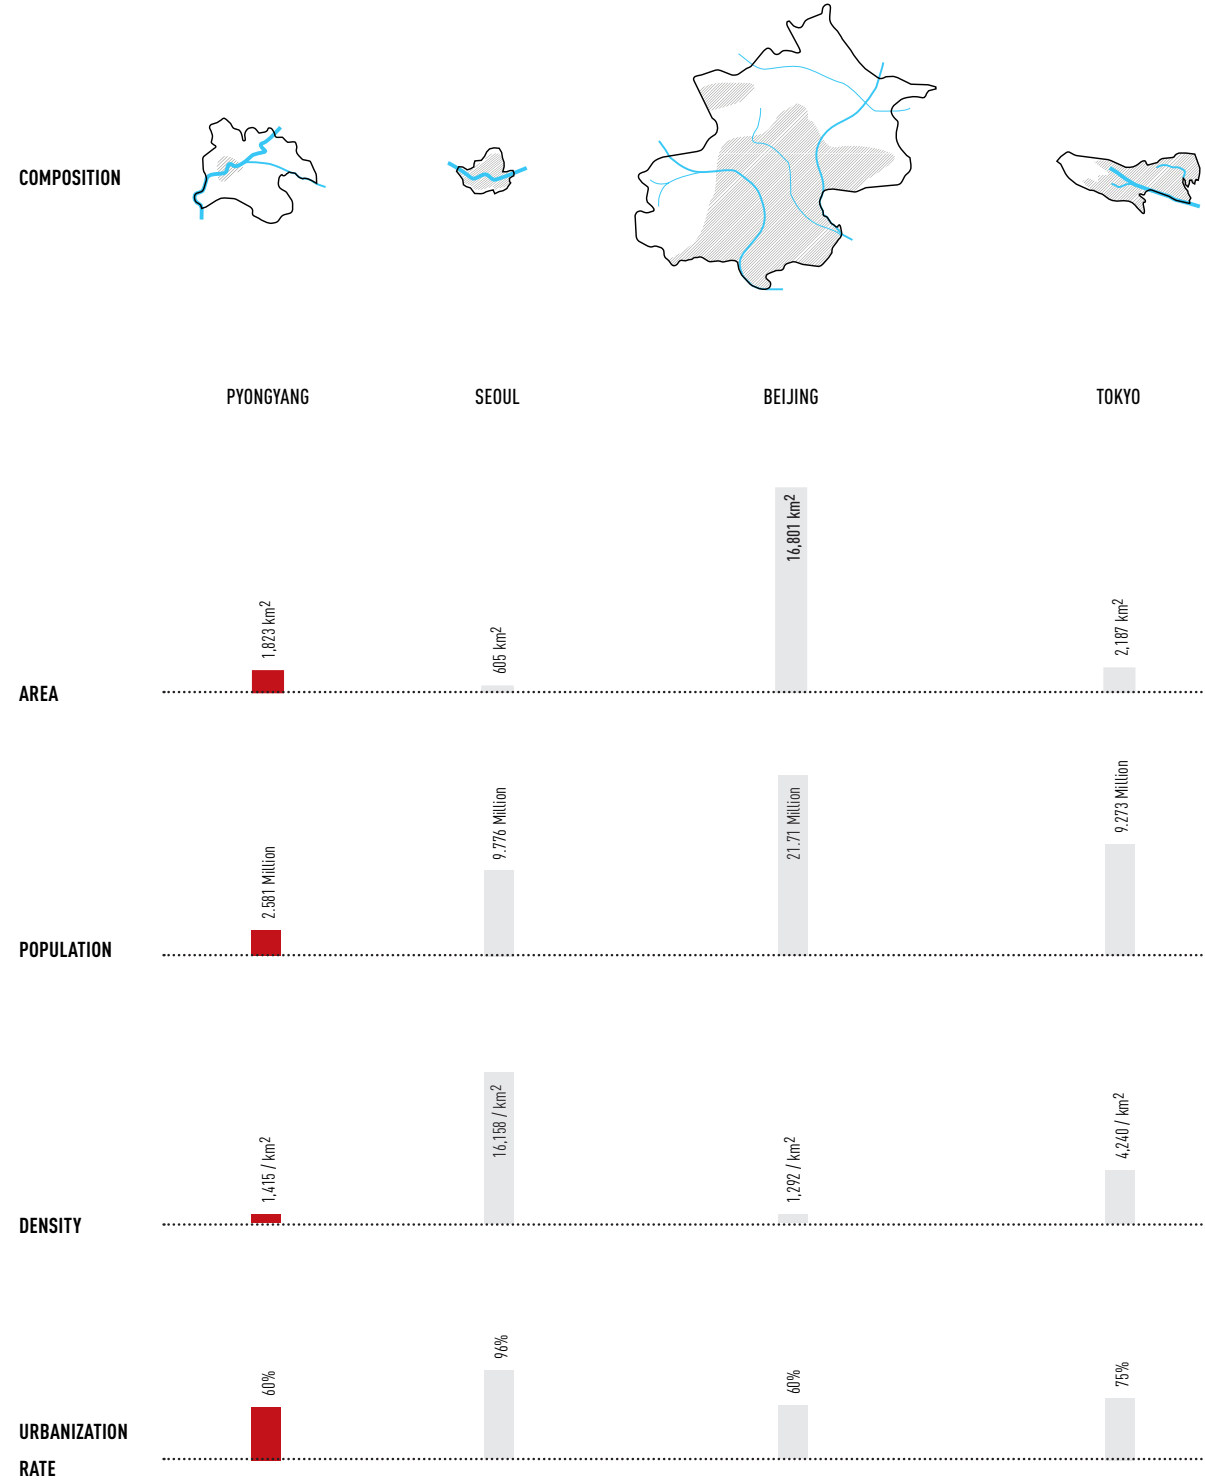 COMPOSITION
PYONGYANG
SEOUL
BEIJING
TOKYO
1,823 km²
605 km²
16,801 km²
2,187 km²
AREA
2.581 Million
9.776 Million
21.71 Million
9.273 Million
POPULATION
1,415 / km²
16,158 / km²
1,292 / km²
4,240 / km²
DENSITY
60%
96%
60%
75%
URBANIZATION
RATE